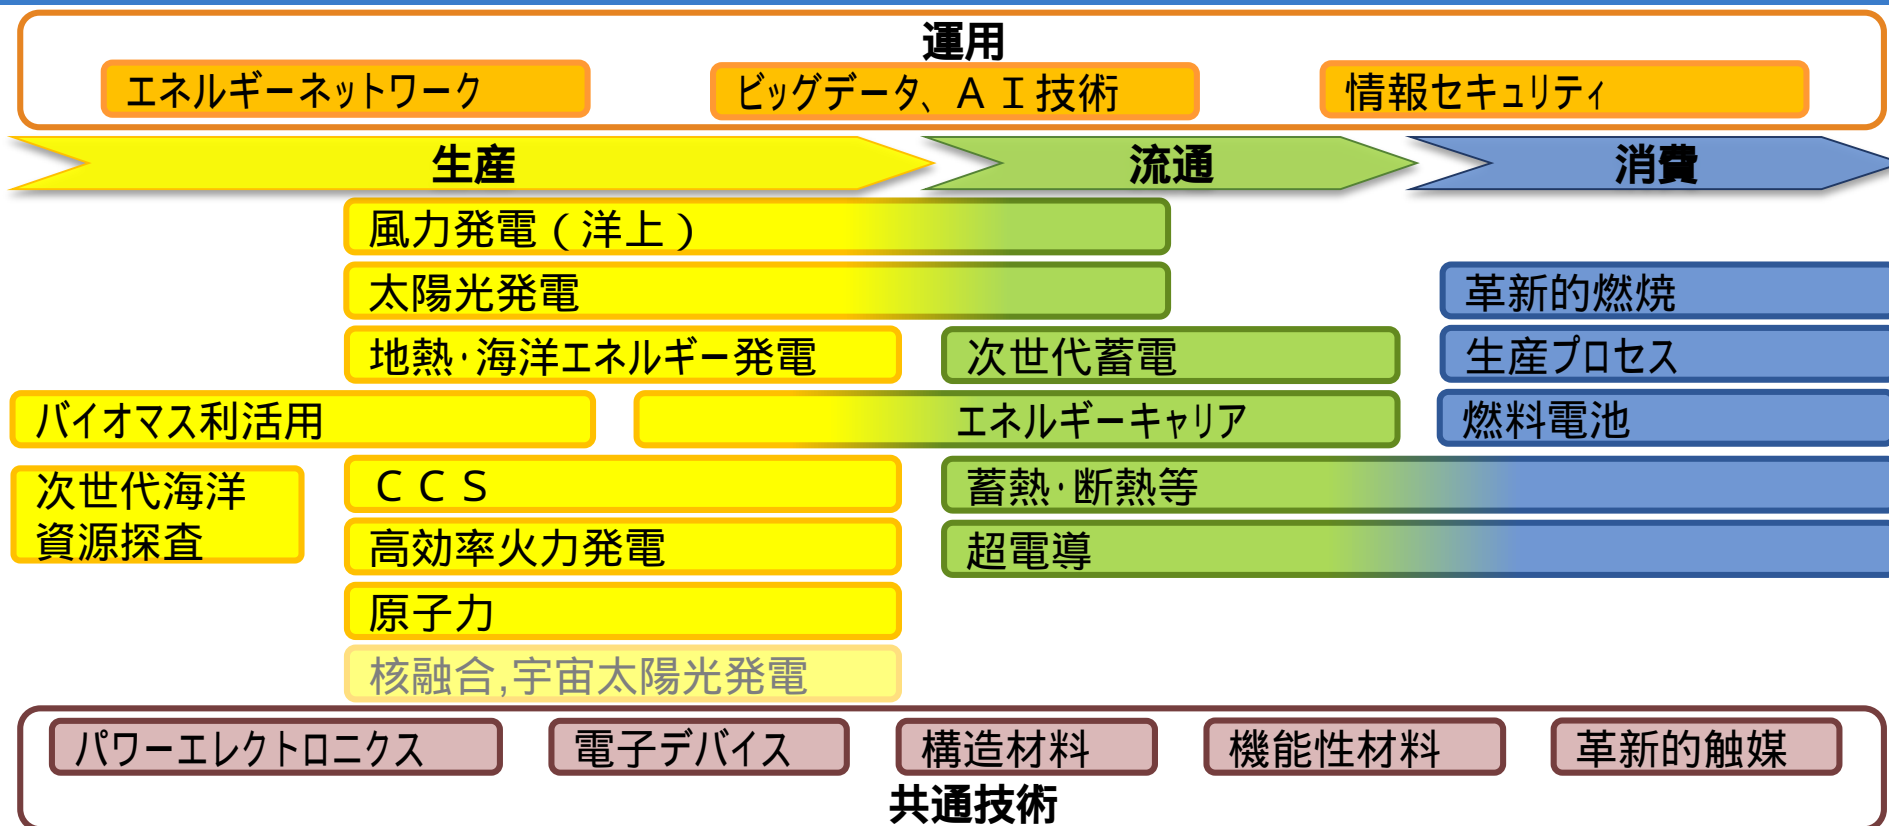 運用
エネルギーネットワーク
ビッグデータ、ＡＩ技術
情報セキュリティ
生産
流通
消費
風力発電（洋上）
太陽光発電
革新的燃焼
地熱・海洋エネルギー発電
次世代蓄電
生産プロセス
バイオマス利活用
エネルギーキャリア
燃料電池
次世代海洋
資源探査
ＣＣＳ
蓄熱・断熱等
高効率火力発電
超電導
原子力
核融合,宇宙太陽光発電
パワーエレクトロニクス
電子デバイス
構造材料
機能性材料
革新的触媒
共通技術